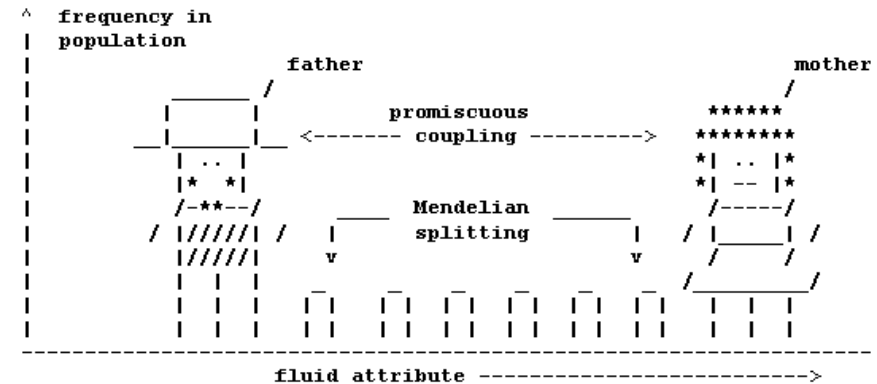 frequency in
population
father
mother
promiscuous
coupling
Mendelian
splitting
fluid attribute